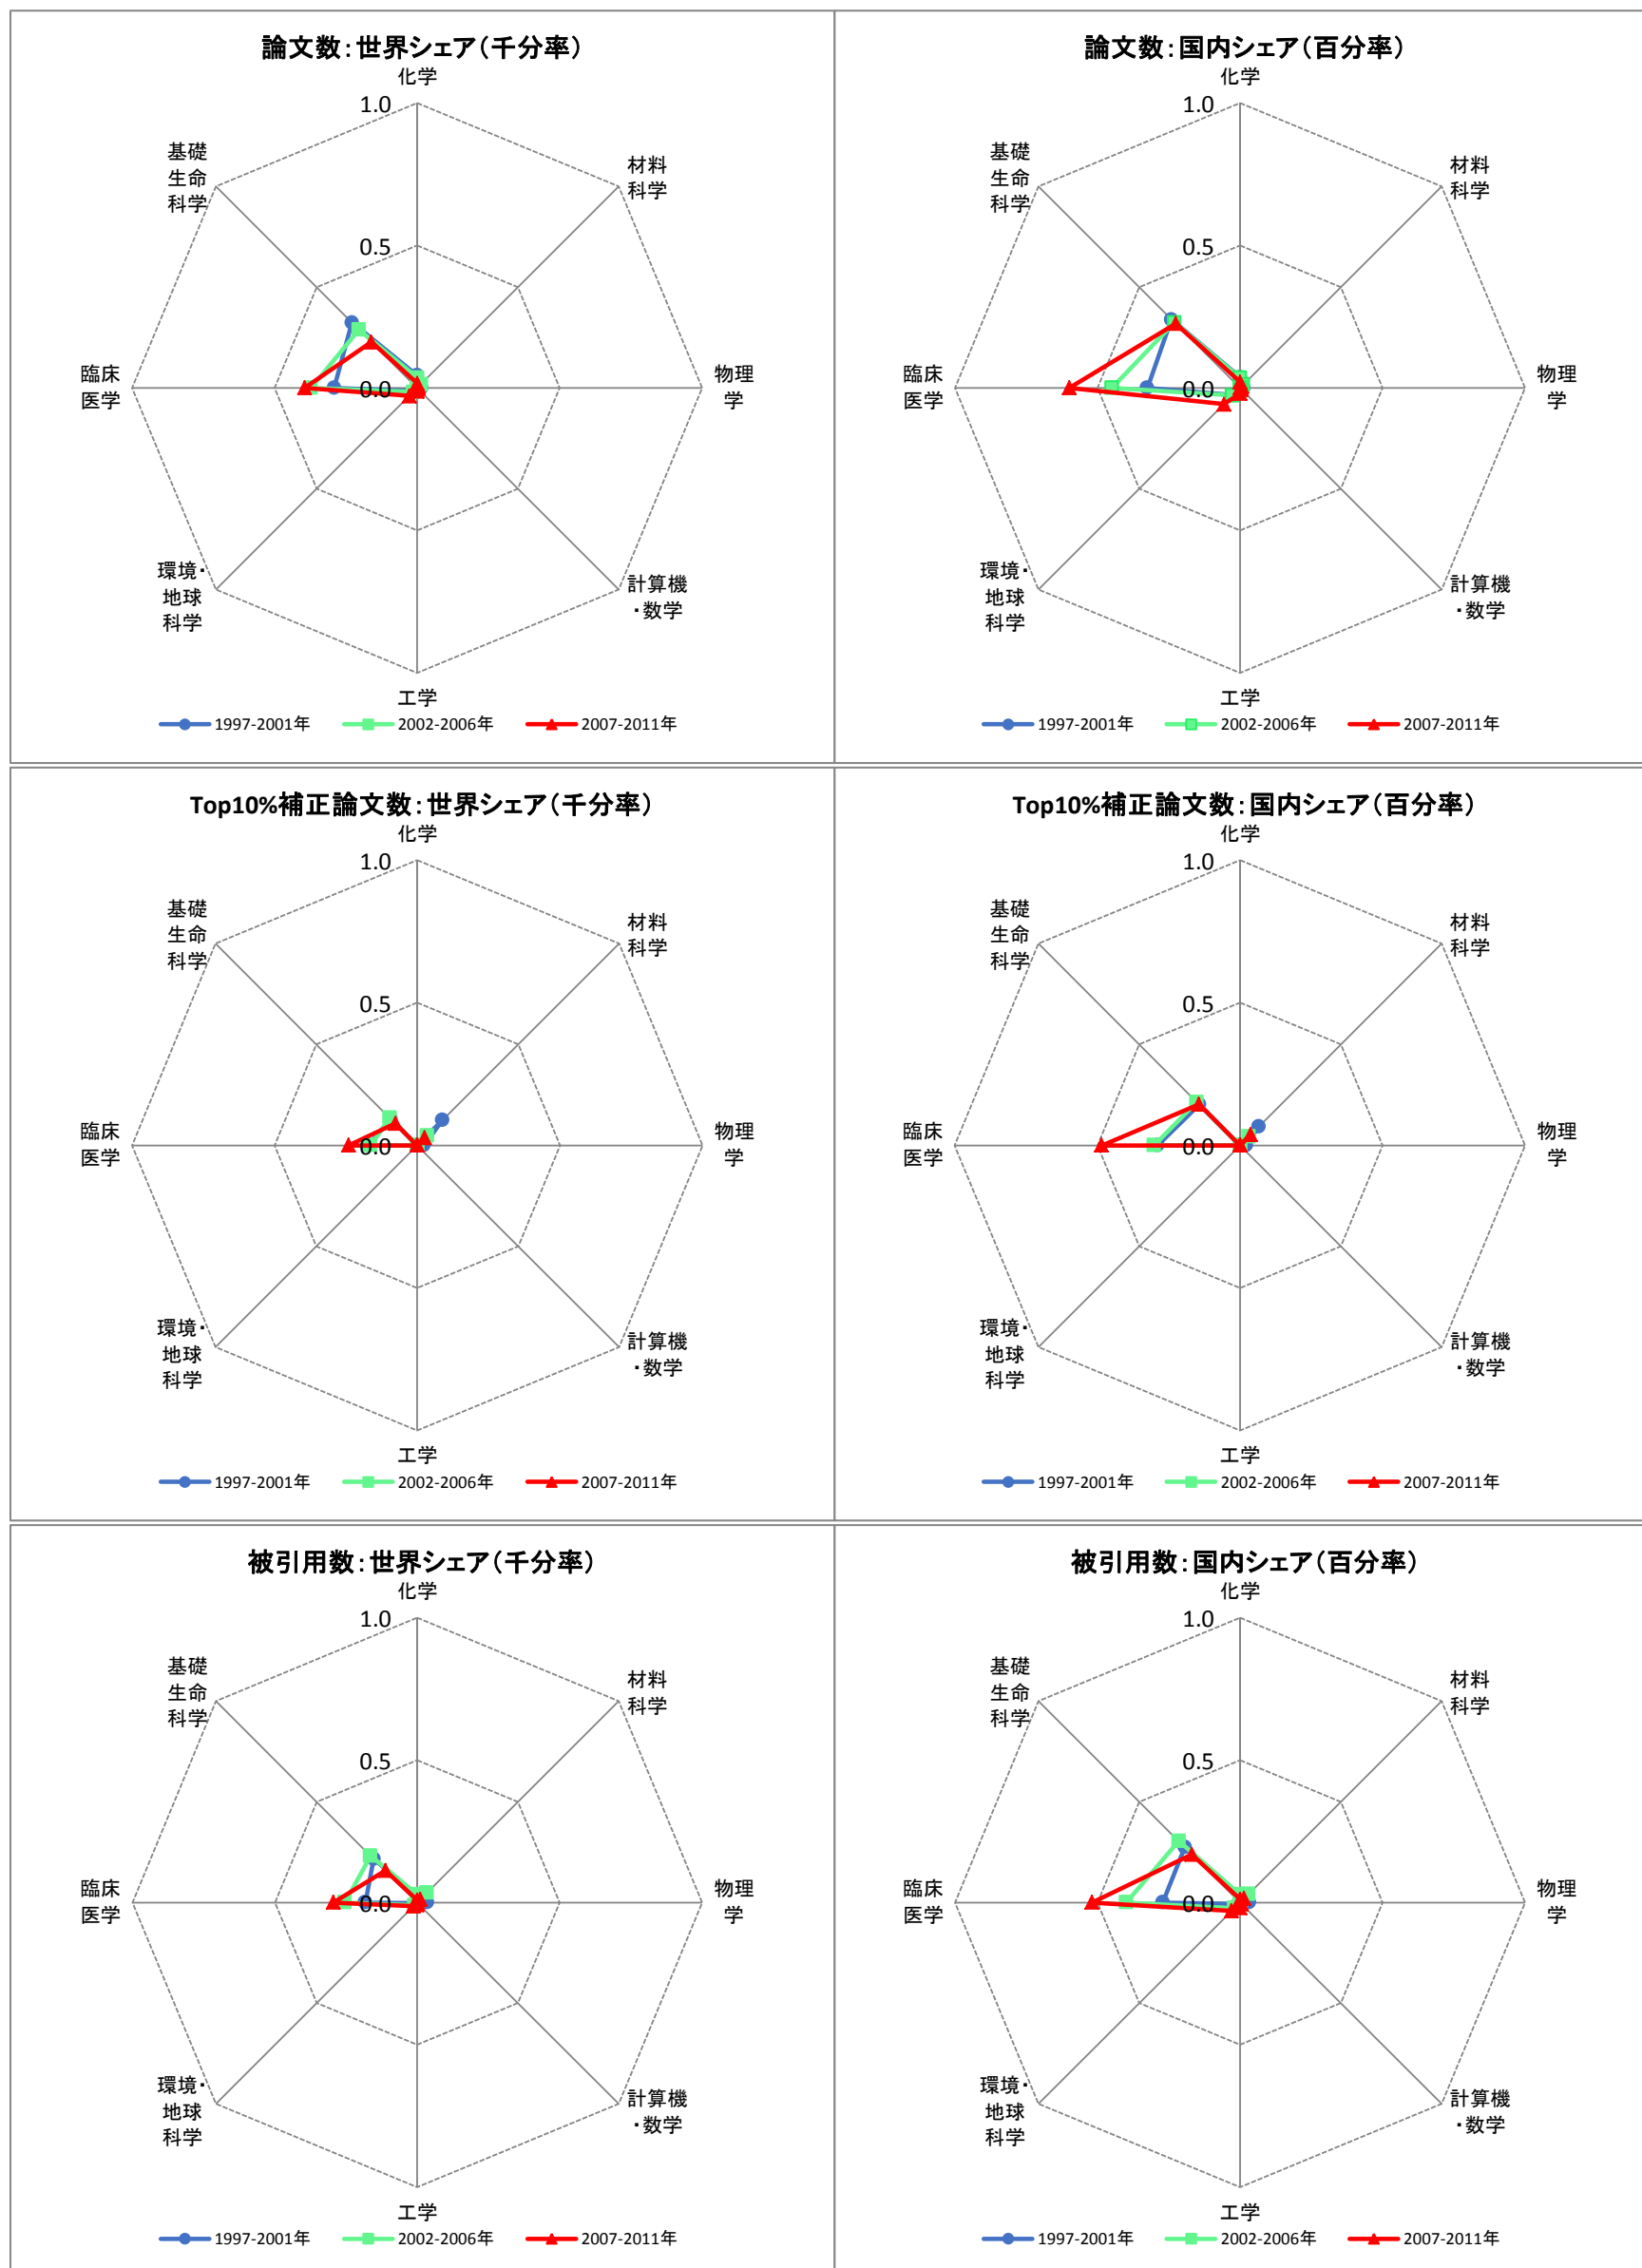 論文数：世界シェア（千分率）
化学
1.0
材料
科学
0.5
物理
学
0.0
計算機
・数学
工学
環境・
地球
科学
臨床
医学
基礎
生命
科学
1997-2001年
2002-2006年
2007-2011年
論文数：国内シェア（百分率）
化学
1.0
材料
科学
0.5
物理
学
0.0
計算機
・数学
工学
環境・
地球
科学
臨床
医学
基礎
生命
科学
1997-2001年
2002-2006年
2007-2011年
Top10%補正論文数：世界シェア（千分率）
化学
1.0
材料
科学
0.5
物理
学
0.0
計算機
・数学
工学
環境・
地球
科学
臨床
医学
基礎
生命
科学
1997-2001年
2002-2006年
2007-2011年
Top10%補正論文数：国内シェア（百分率）
化学
1.0
材料
科学
0.5
物理
学
0.0
計算機
・数学
工学
環境・
地球
科学
臨床
医学
基礎
生命
科学
1997-2001年
2002-2006年
2007-2011年
被引用数：世界シェア（千分率）
化学
1.0
材料
科学
0.5
物理
学
0.0
計算機
・数学
工学
環境・
地球
科学
臨床
医学
基礎
生命
科学
1997-2001年
2002-2006年
2007-2011年
被引用数：国内シェア（百分率）
化学
1.0
材料
科学
0.5
物理
学
0.0
計算機
・数学
工学
環境・
地球
科学
臨床
医学
基礎
生命
科学
1997-2001年
2002-2006年
2007-2011年